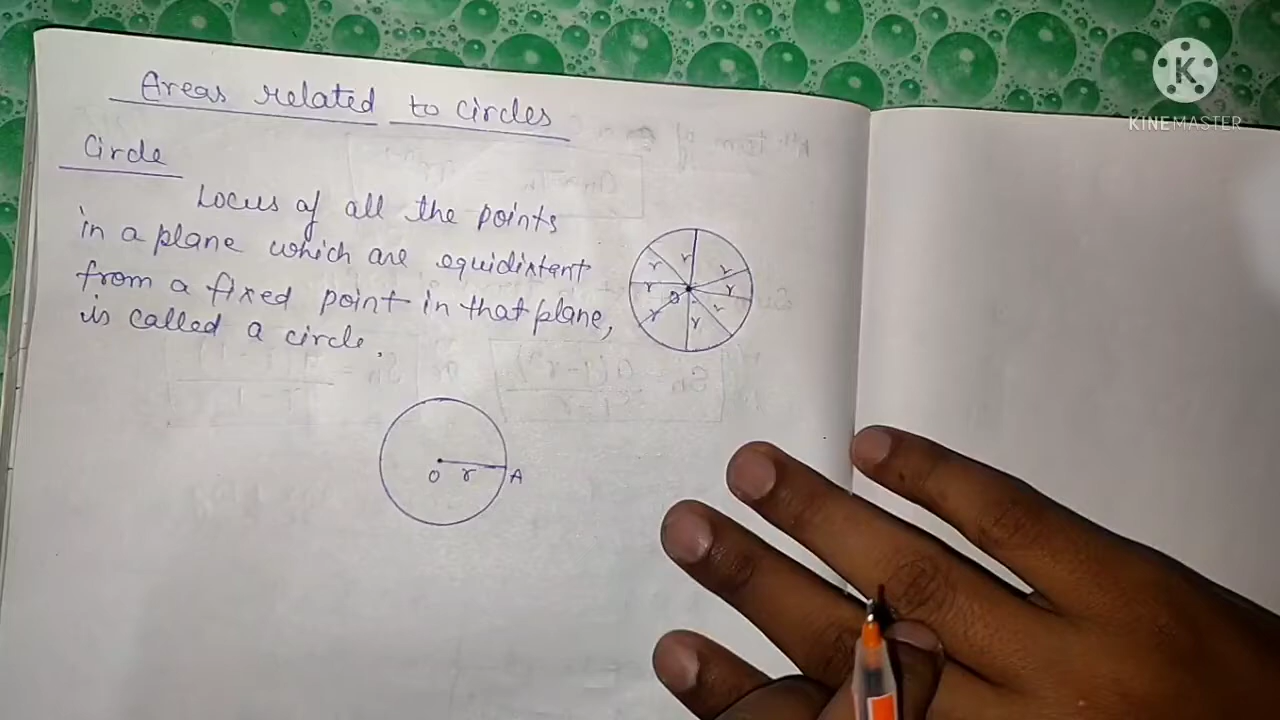 Areas related to Circles
Circle
Locus of all the points
in a plane which are equidistant
from a fixed point in that plane,
is called a circle.
r
r
r
r
r
r
r
r
O
O
r
A
K
KINEMASTER